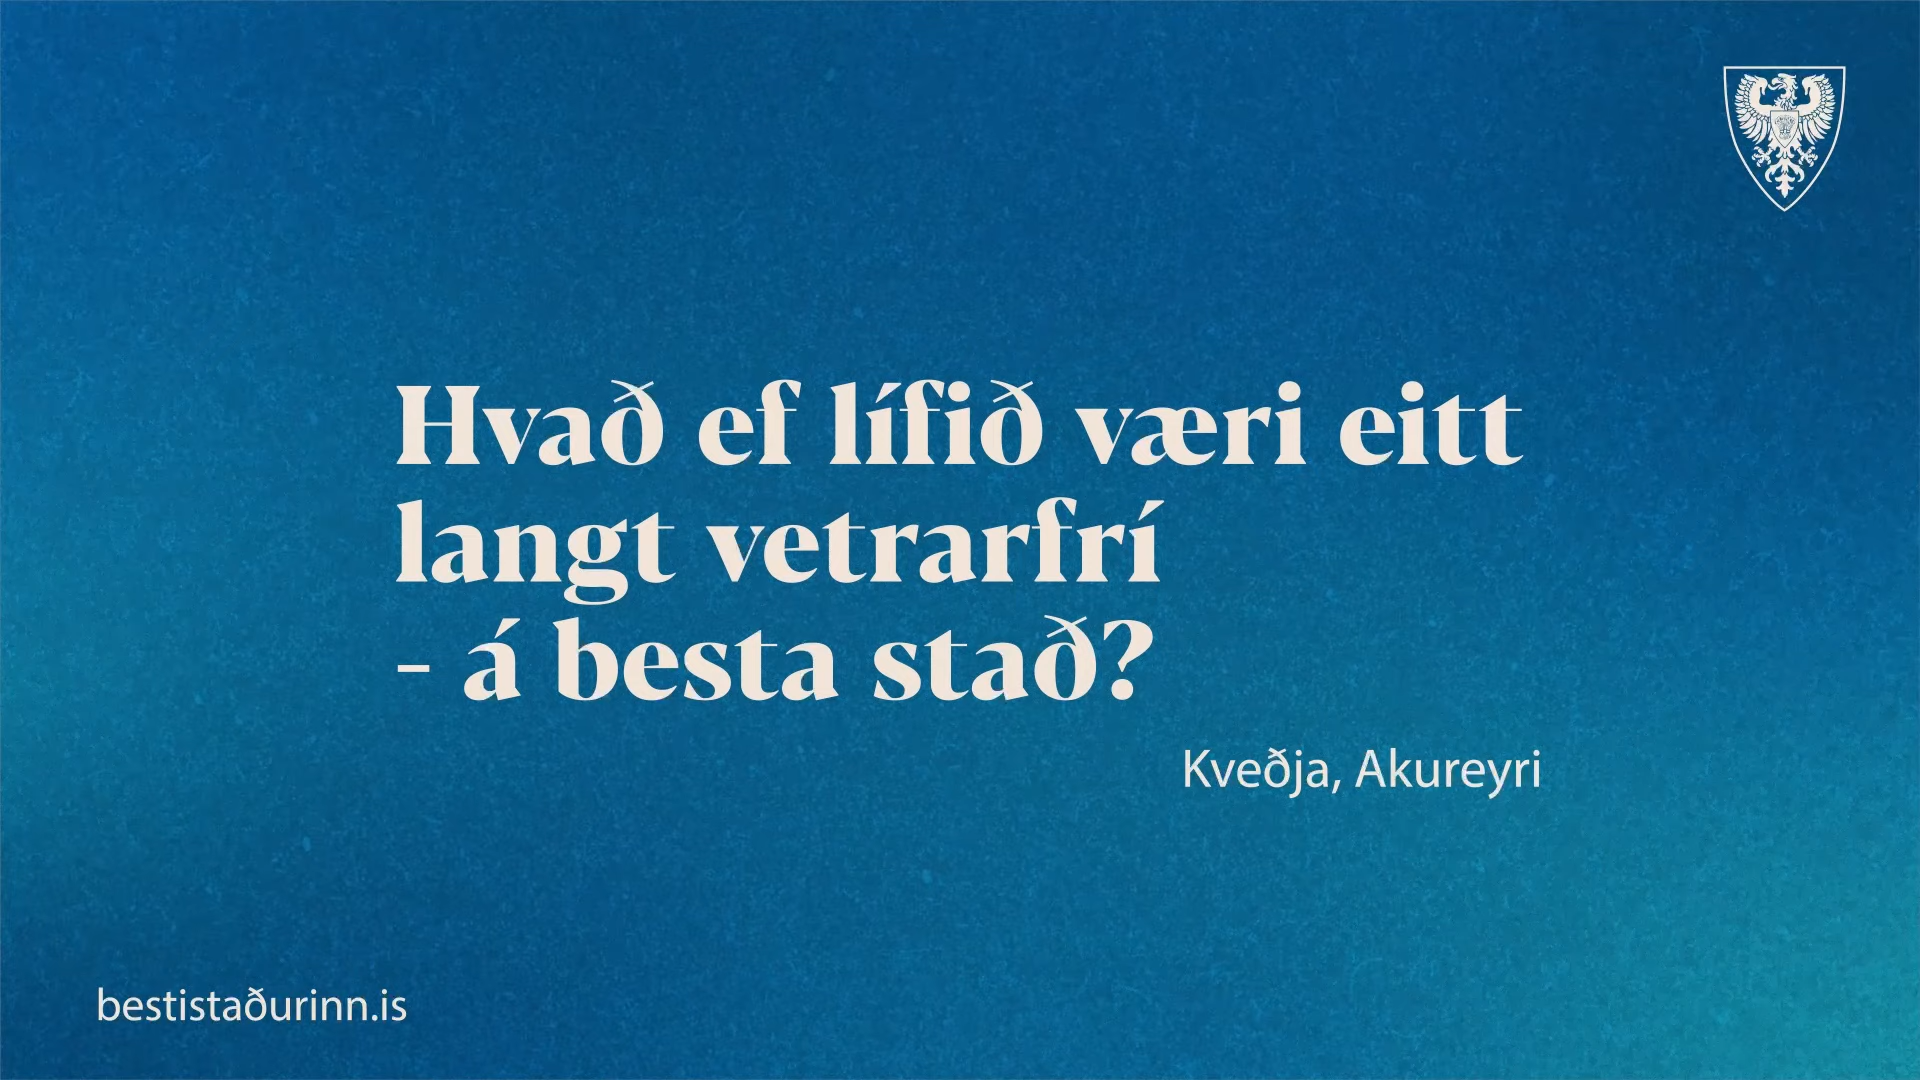 Hvað ef lífið væri eitt
langt vetrarfrí
- á besta stað?
Kveðja, Akureyri
bestistaðurinn.is